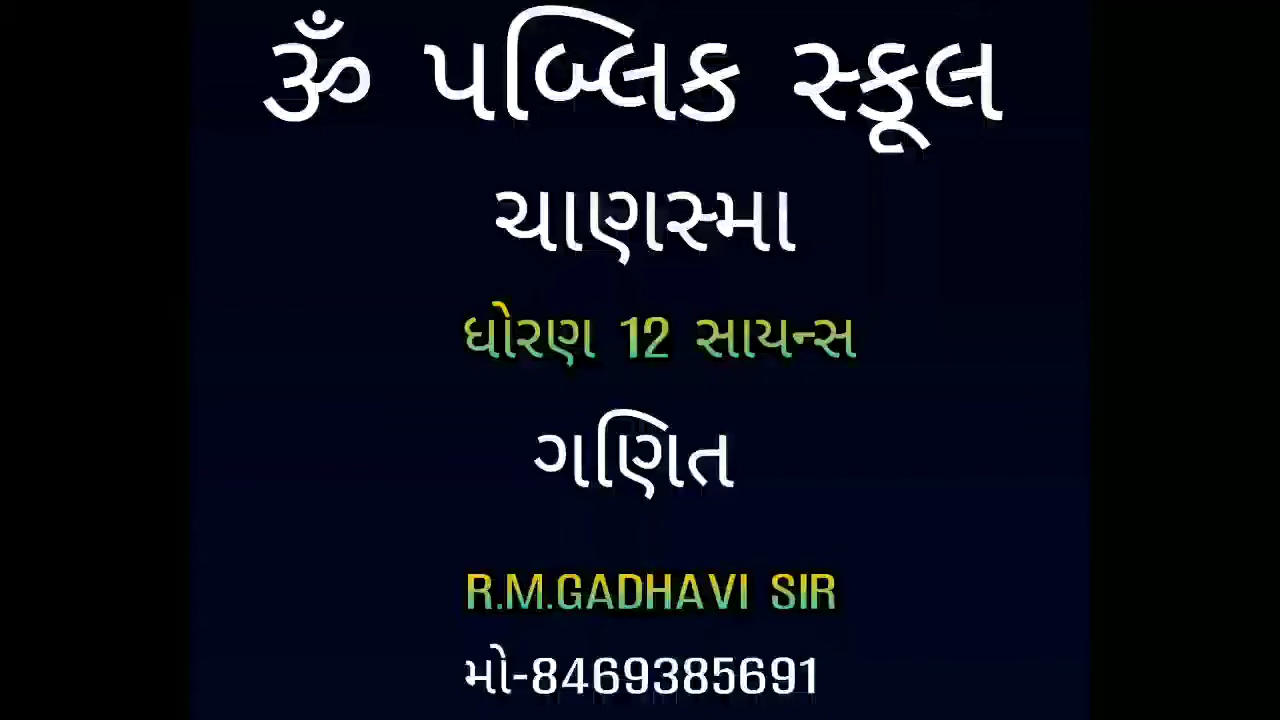 ૐ પબ્લિક સ્કૂલ
ચાણસ્મા
ધોરણ 12 સાયન્સ
ગણિત
R.M.GADHAVI SIR
મો-8469385691